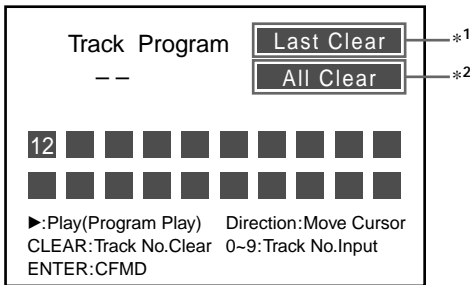 Track Program Last Clear *1
– – All Clear *2
12
►:Play(Program Play) Direction:Move Cursor
CLEAR:Track No.Clear 0~9:Track No.Input
ENTER:CFMD